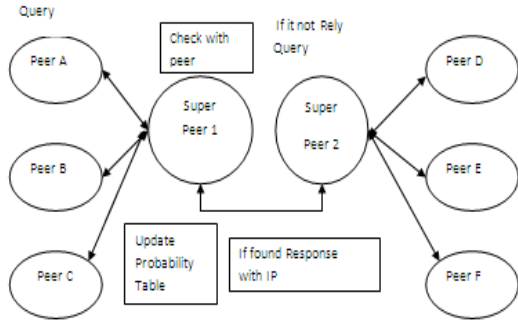 Query
Peer A
Check with
peer
If it not Rely
Query
Peer D
Super
Peer 1
Super
Peer 2
Peer B
Peer E
Update
Probability
Table
If found Response
with IP
Peer C
Peer F